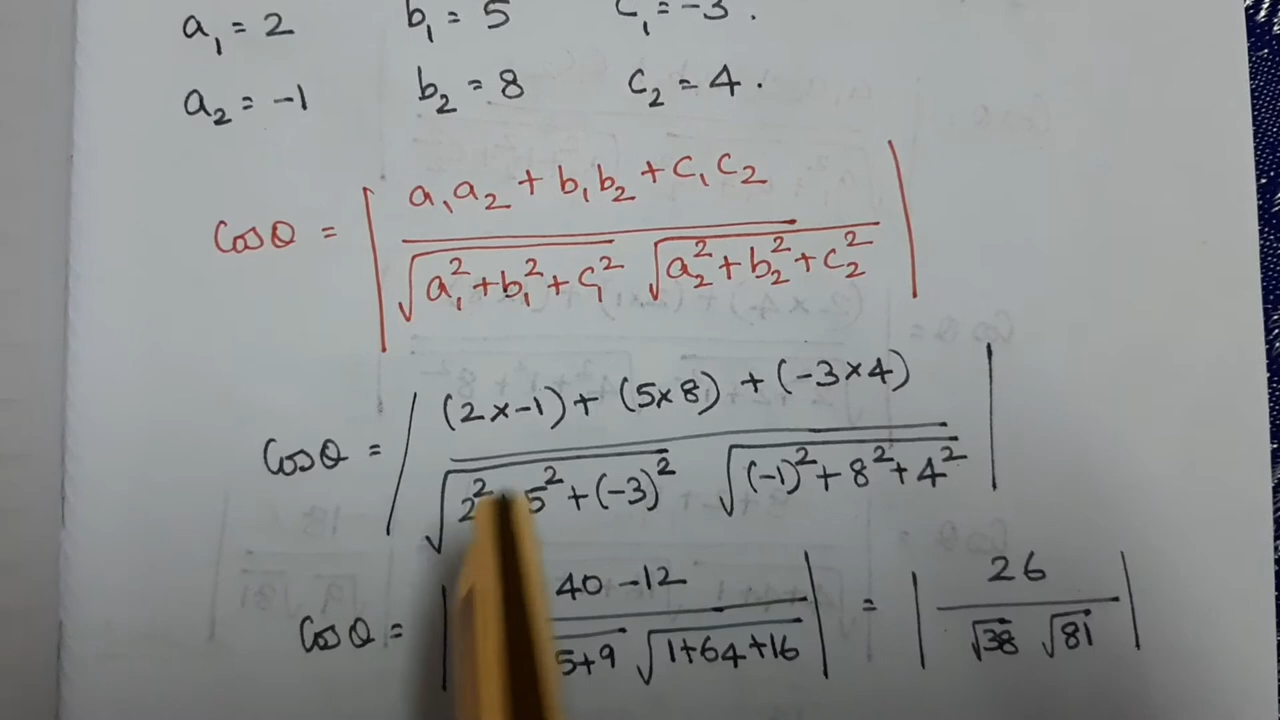 a₁ = 2 b₁ = 5 c₁ = -3 .
a₂ = -1 b₂ = 8 c₂ = 4 .
cosθ = | a₁a₂ + b₁b₂ + c₁c₂ / √(a₁² + b₁² + c₁²) √(a₂² + b₂² + c₂²) |
cosθ = | (2×-1) + (5×8) + (-3×4) / √(2² 5² + (-3)²) √((-1)² + 8² + 4²) |
cosθ = | 40 - 12 / 5+9 √(1+64+16) | = | 26 / √38 √81 |